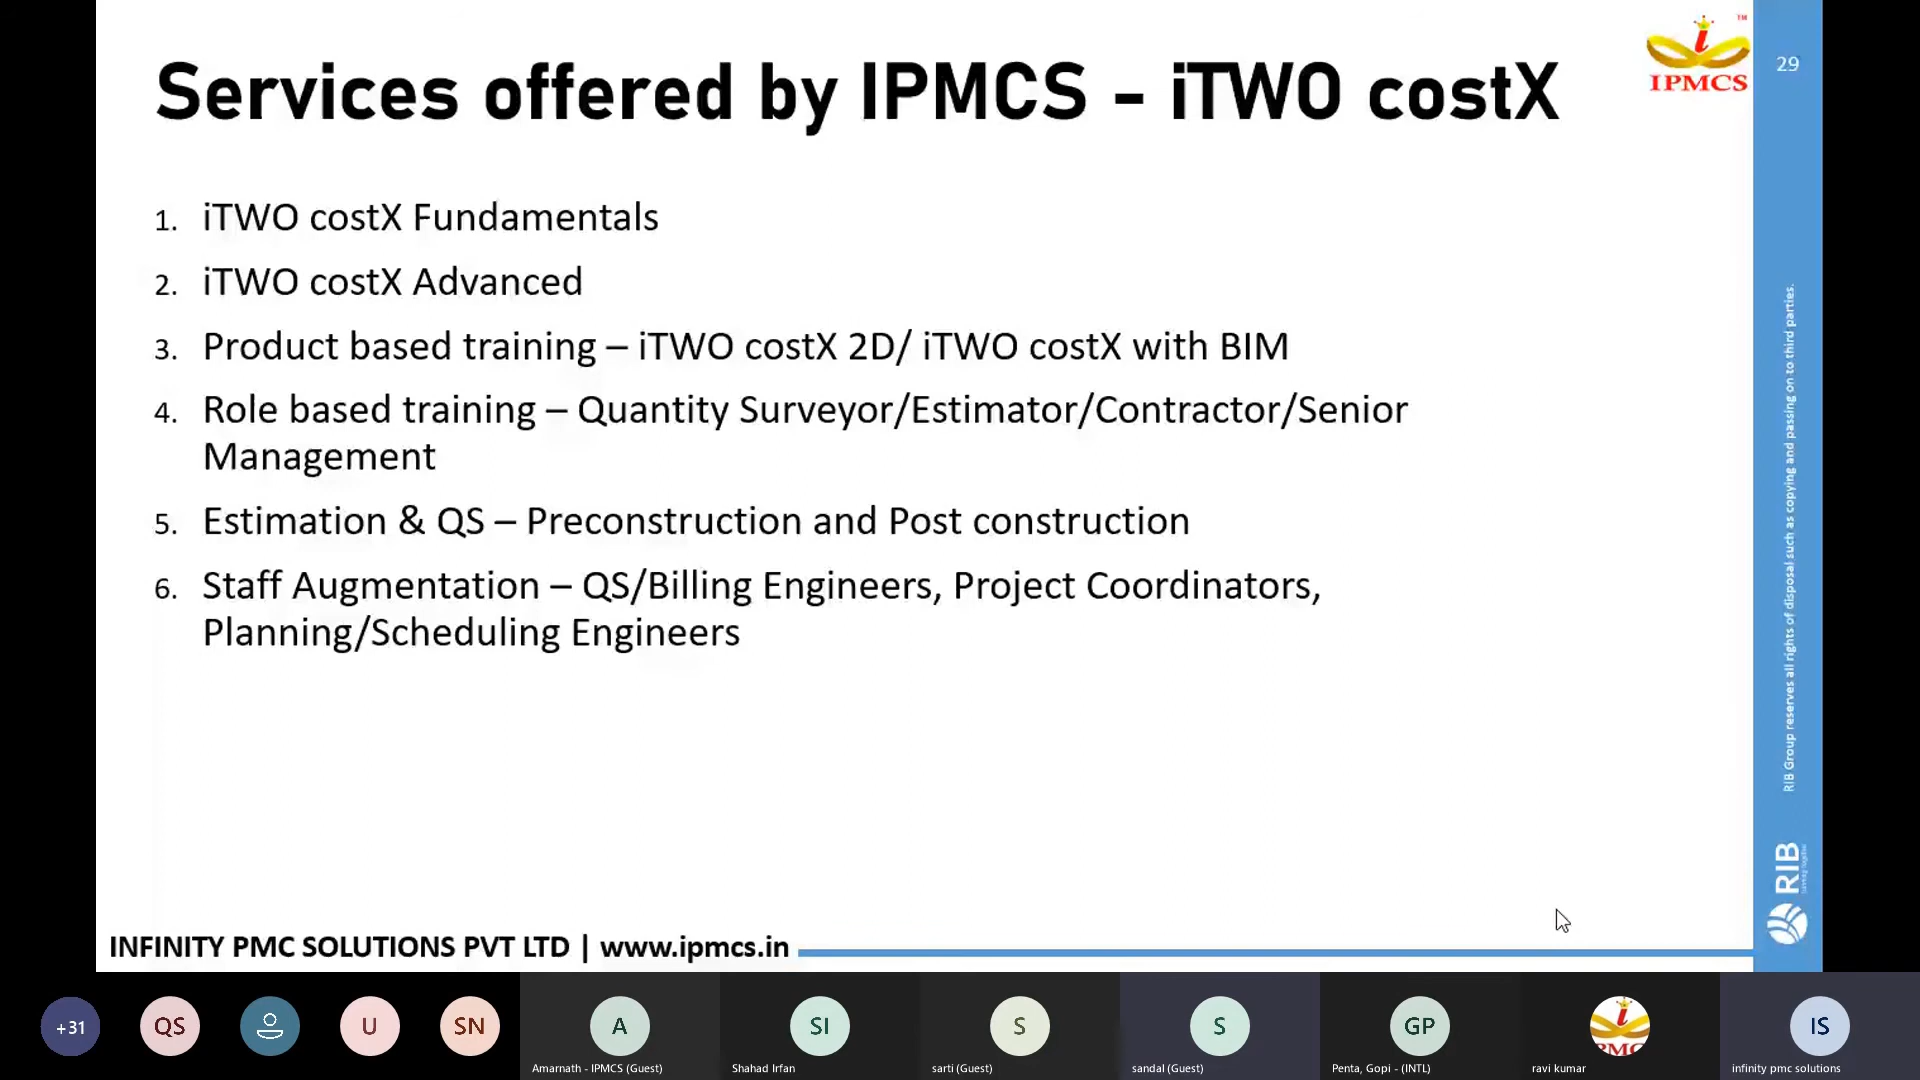 Services offered by IPMCS – iTWO costX
TM
i
IPMCS
29
1. iTWO costX Fundamentals
2. iTWO costX Advanced
3. Product based training – iTWO costX 2D/ iTWO costX with BIM
4. Role based training – Quantity Surveyor/Estimator/Contractor/Senior
Management
5. Estimation & QS – Preconstruction and Post construction
6. Staff Augmentation – QS/Billing Engineers, Project Coordinators,
Planning/Scheduling Engineers
RIB Group reserves all rights of disposal such as copying and passing on to third parties.
RIB
INFINITY PMC SOLUTIONS PVT LTD | www.ipmcs.in
+31
QS
U
SN
A
Amarnath - IPMCS (Guest)
SI
Shahad Irfan
S
sarti (Guest)
S
sandal (Guest)
GP
Penta, Gopi - (INTL)
i
ravi kumar
IS
infinity pmc solutions